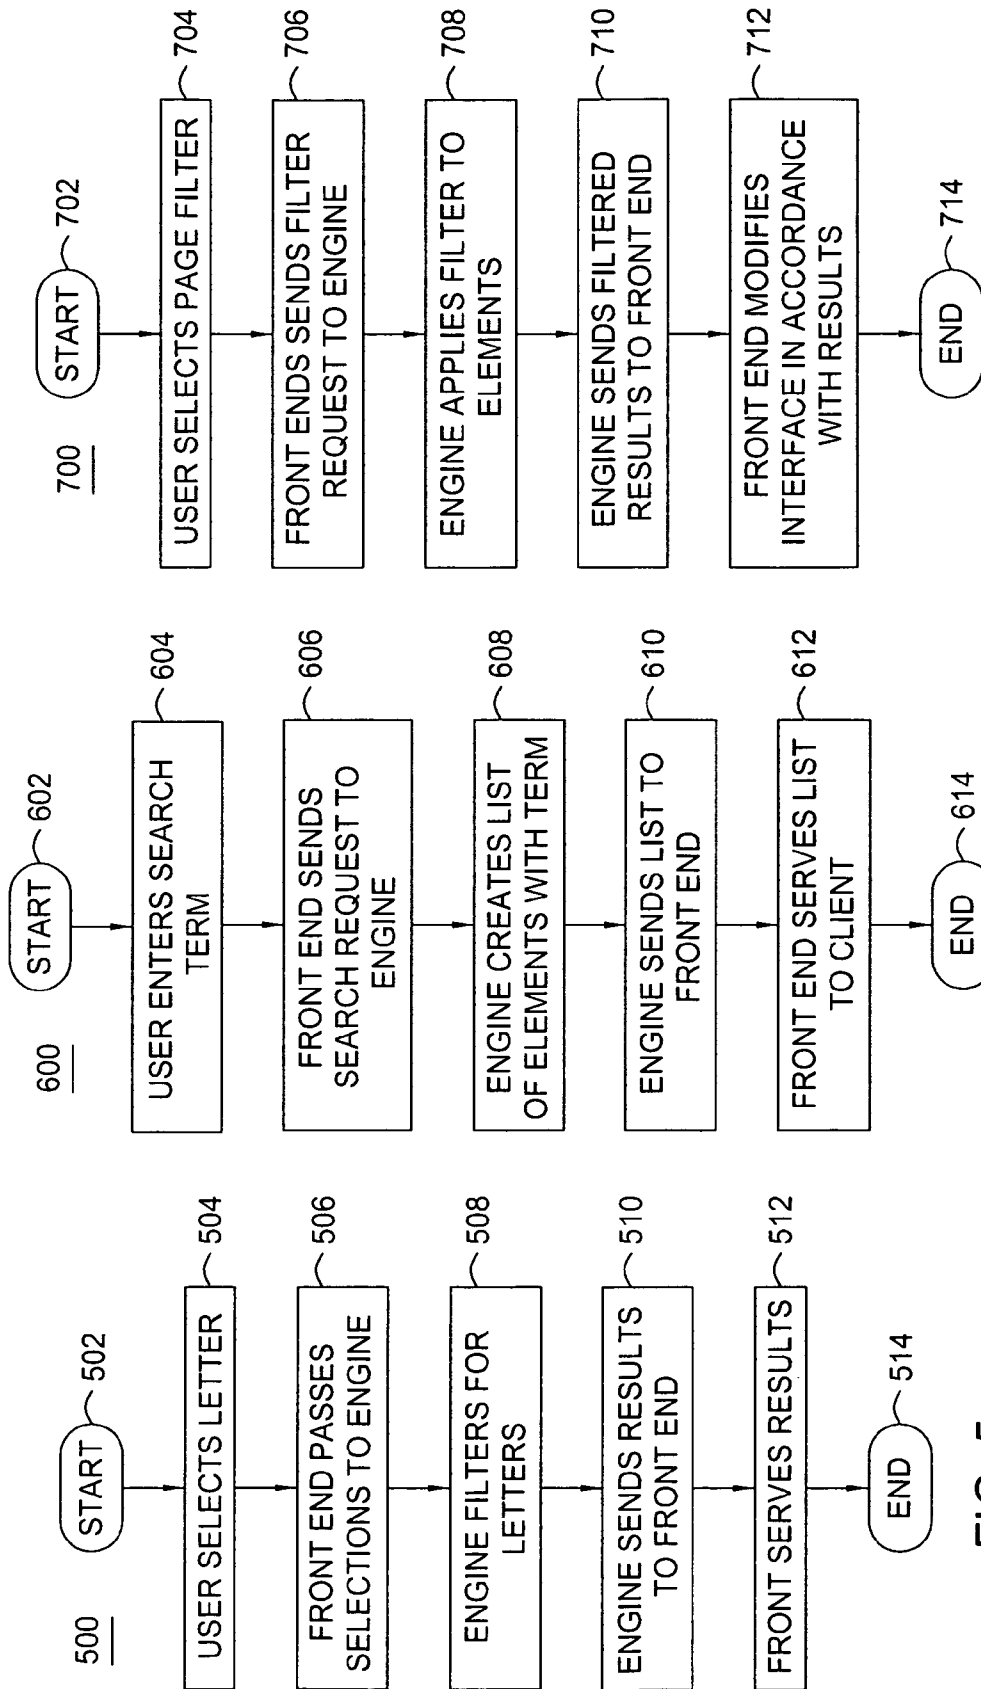 500
START
502
USER SELECTS LETTER
504
FRONT END PASSES
SELECTIONS TO ENGINE
506
ENGINE FILTERS FOR
LETTERS
508
ENGINE SENDS RESULTS
TO FRONT END
510
FRONT SERVES RESULTS
512
END
514
600
START
602
USER ENTERS SEARCH
TERM
604
FRONT END SENDS
SEARCH REQUEST TO
ENGINE
606
ENGINE CREATES LIST
OF ELEMENTS WITH TERM
608
ENGINE SENDS LIST TO
FRONT END
610
FRONT END SERVES LIST
TO CLIENT
612
END
614
700
START
702
USER SELECTS PAGE FILTER
704
FRONT ENDS SENDS FILTER
REQUEST TO ENGINE
706
ENGINE APPLIES FILTER TO
ELEMENTS
708
ENGINE SENDS FILTERED
RESULTS TO FRONT END
710
FRONT END MODIFIES
INTERFACE IN ACCORDANCE
WITH RESULTS
712
END
714